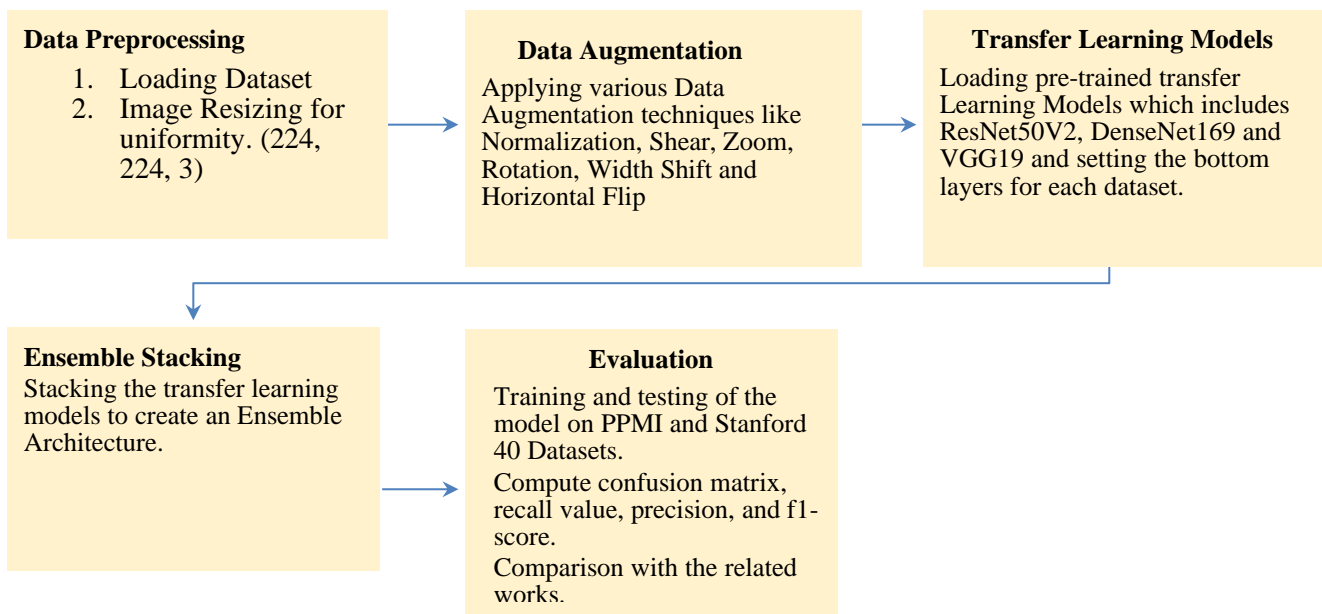 Data Preprocessing
1. Loading Dataset
2. Image Resizing for
uniformity. (224,
224, 3)
Data Augmentation
Applying various Data
Augmentation techniques like
Normalization, Shear, Zoom,
Rotation, Width Shift and
Horizontal Flip
Transfer Learning Models
Loading pre-trained transfer
Learning Models which includes
ResNet50V2, DenseNet169 and
VGG19 and setting the bottom
layers for each dataset.
Ensemble Stacking
Stacking the transfer learning
models to create an Ensemble
Architecture.
Evaluation
Training and testing of the
model on PPMI and Stanford
40 Datasets.
Compute confusion matrix,
recall value, precision, and f1-
score.
Comparison with the related
works.